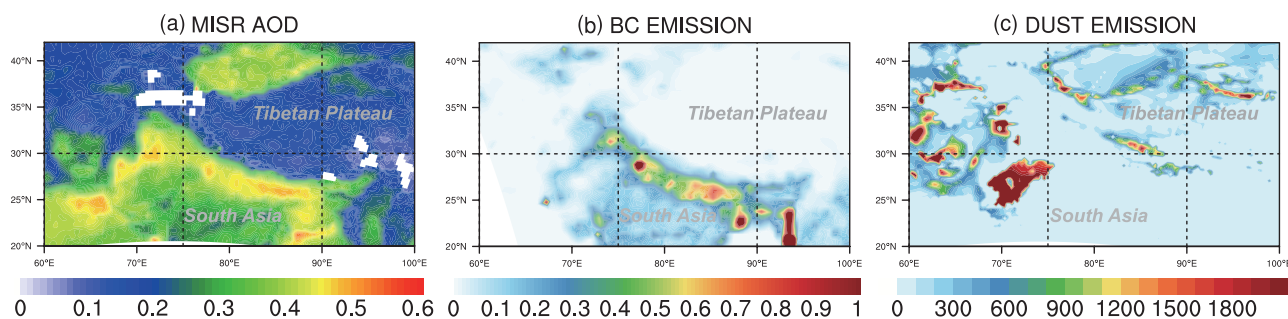 (a) MISR AOD
(b) BC EMISSION
(c) DUST EMISSION
40°N
35°N
30°N
25°N
20°N
60°E
70°E
80°E
90°E
100°E
Tibetan Plateau
South Asia
0 0.1 0.2 0.3 0.4 0.5 0.6
40°N
35°N
30°N
25°N
20°N
60°E
70°E
80°E
90°E
100°E
Tibetan Plateau
South Asia
0 0.1 0.2 0.3 0.4 0.5 0.6 0.7 0.8 0.9 1
40°N
35°N
30°N
25°N
20°N
60°E
70°E
80°E
90°E
100°E
Tibetan Plateau
South Asia
0 300 600 900 1200 1500 1800